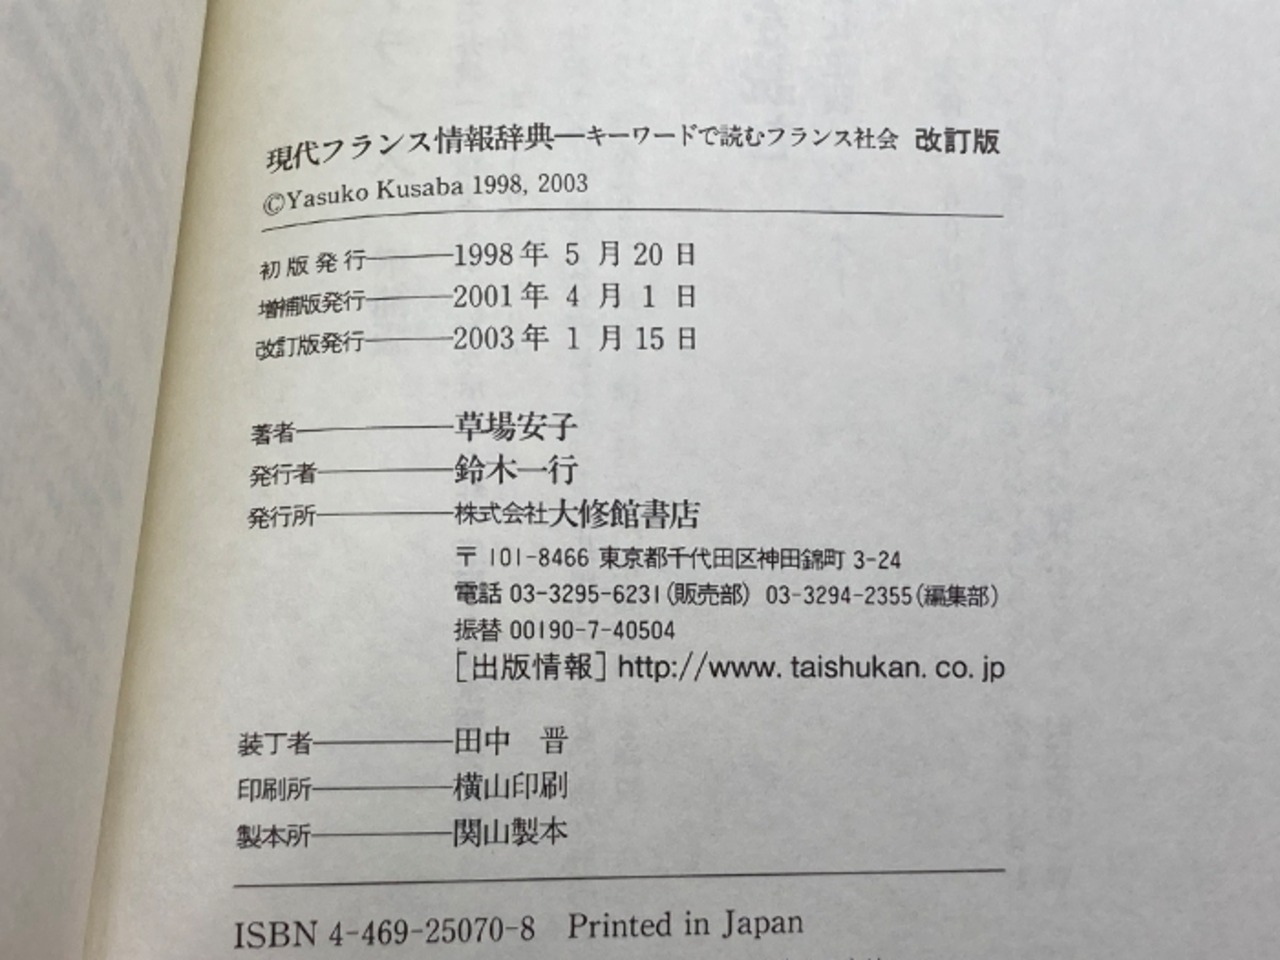 現代フランス情報辞典―キーワードで読むフランス社会 改訂版
©Yasuko Kusaba 1998, 2003
初版発行―1998年 5 月 20 日
増補版発行―2001年 4 月 1 日
改訂版発行―2003年 1 月 15 日
著者―草場安子
発行者―鈴木一行
発行所―株式会社大修館書店
〒101-8466 東京都千代田区神田錦町 3-24
電話 03-3295-6231(販売部) 03-3294-2355(編集部)
振替 00190-7-40504
[出版情報] http://www.taishukan.co.jp
装丁者―田中 晋
印刷所―横山印刷
製本所―関山製本
ISBN 4-469-25070-8 Printed in Japan